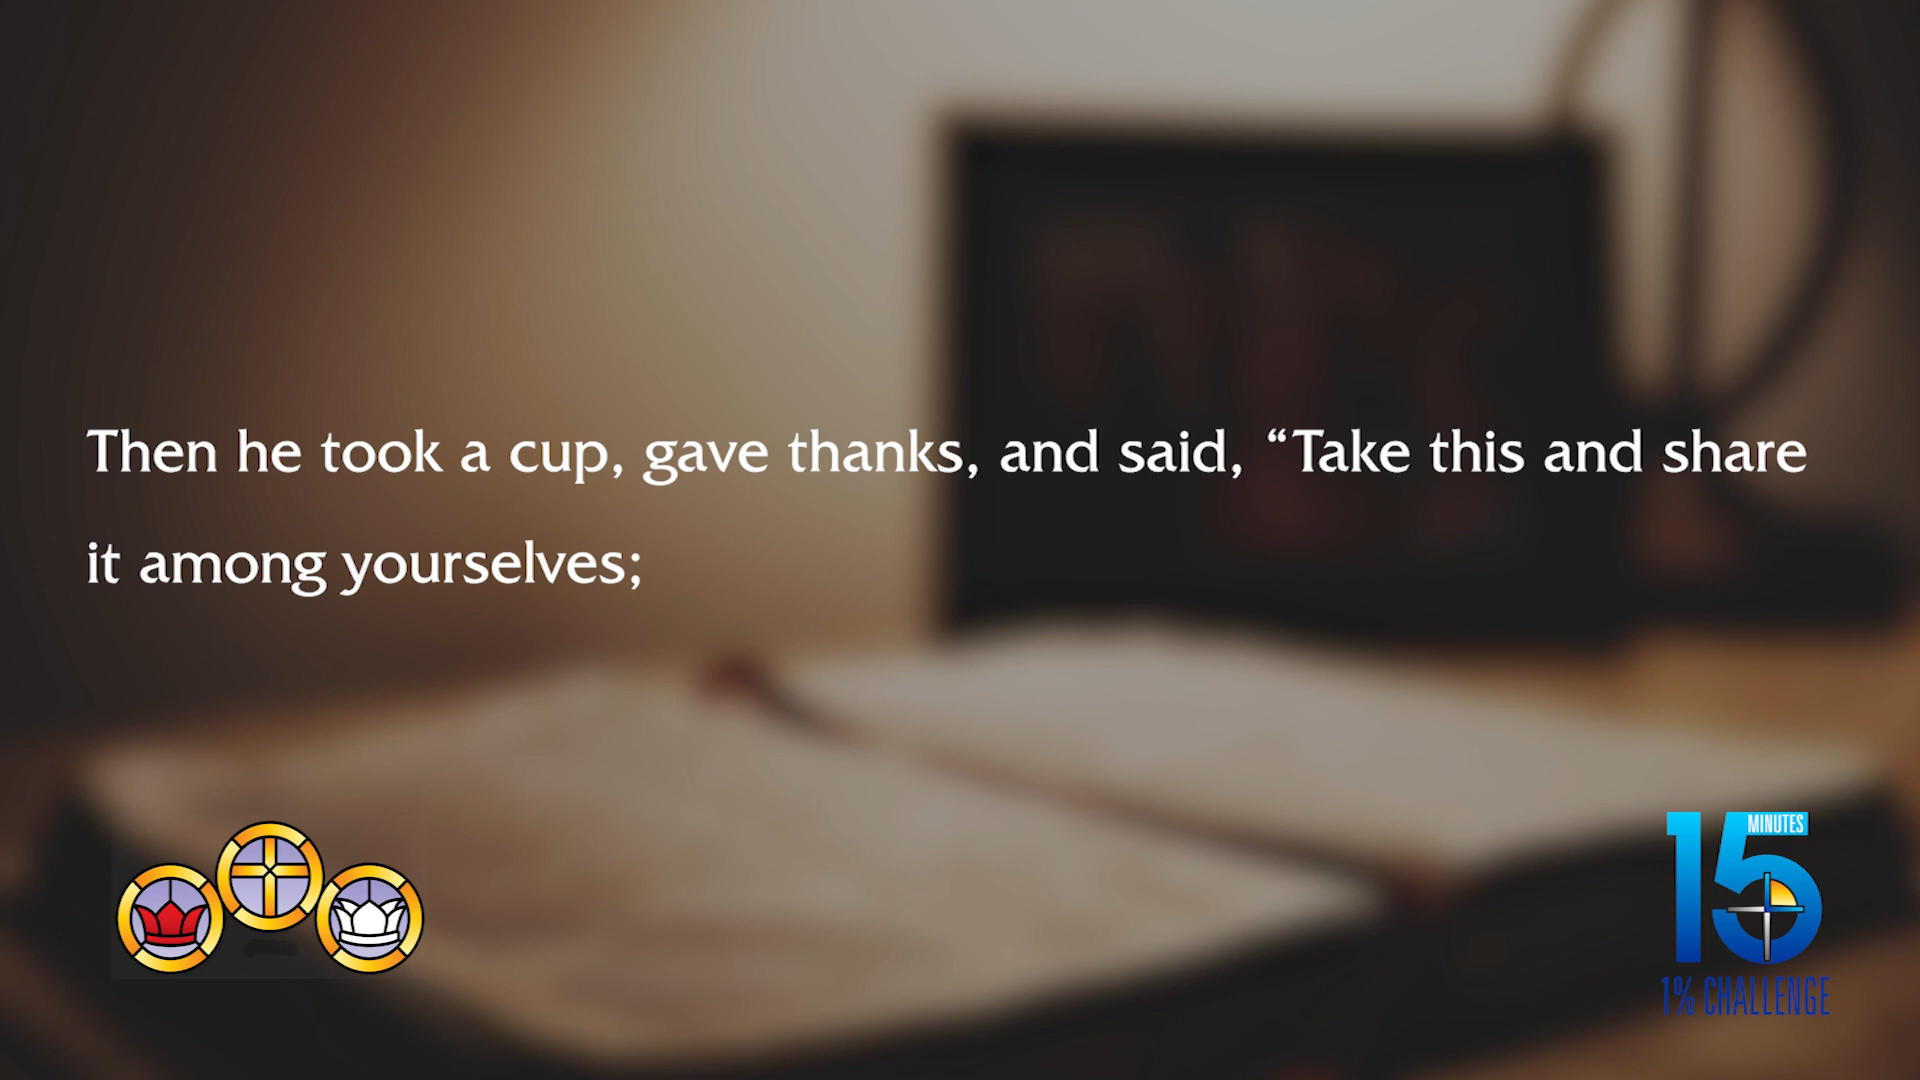 Then he took a cup, gave thanks, and said, “Take this and share
it among yourselves;
15
MINUTES
1% CHALLENGE